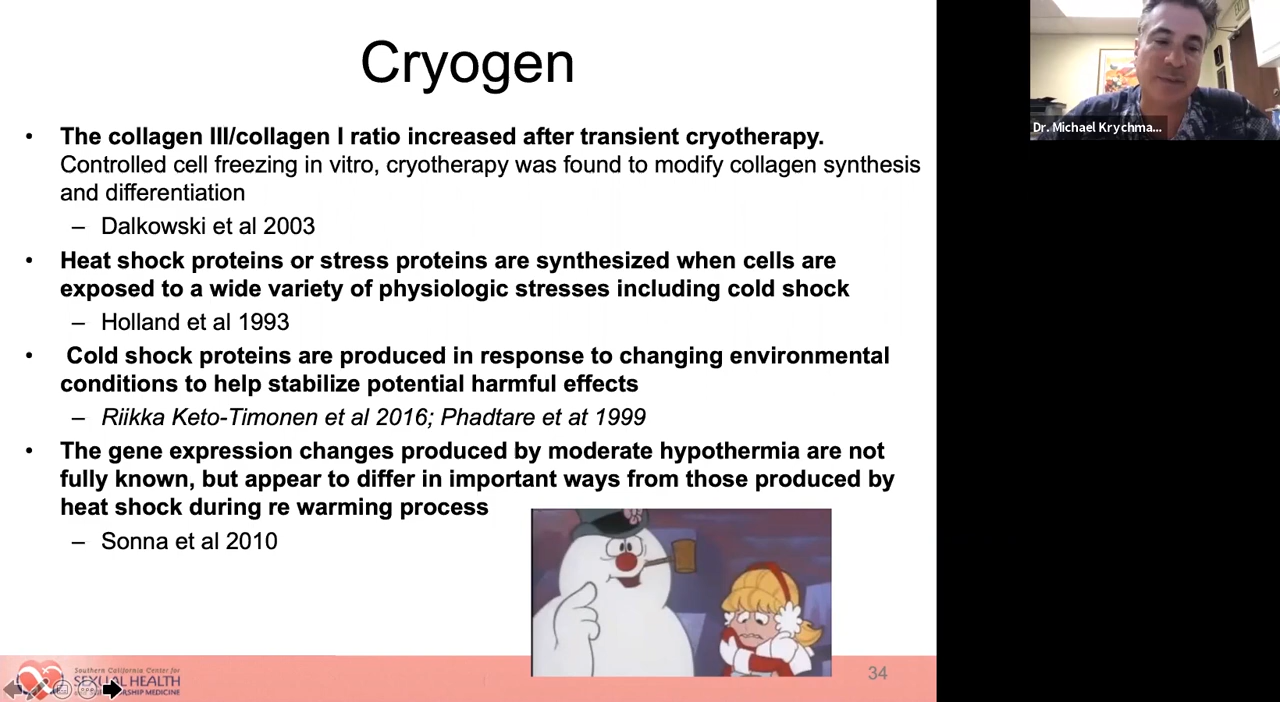 Cryogen
• The collagen III/collagen I ratio increased after transient cryotherapy.
Controlled cell freezing in vitro, cryotherapy was found to modify collagen synthesis
and differentiation
– Dalkowski et al 2003
• Heat shock proteins or stress proteins are synthesized when cells are
exposed to a wide variety of physiologic stresses including cold shock
– Holland et al 1993
• Cold shock proteins are produced in response to changing environmental
conditions to help stabilize potential harmful effects
– Riikka Keto-Timonen et al 2016; Phadtare et at 1999
• The gene expression changes produced by moderate hypothermia are not
fully known, but appear to differ in important ways from those produced by
heat shock during re warming process
– Sonna et al 2010
Southern California Center for
SEXUAL HEALTH
MEDICINE
34
Dr. Michael Krychma...